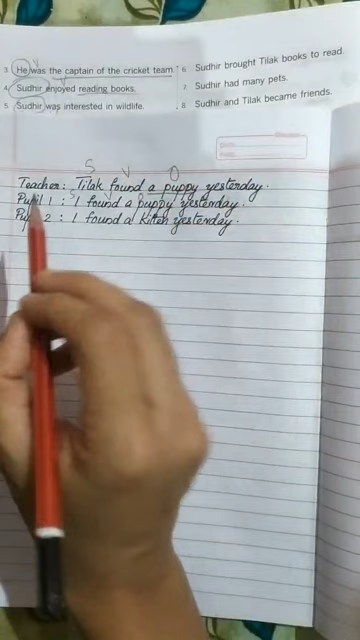 3 He was the captain of the cricket team.
4 Sudhir enjoyed reading books.
5 Sudhir was interested in wildlife.
6 Sudhir brought Tilak books to read.
7 Sudhir had many pets.
8 Sudhir and Tilak became friends.
S V O
Teacher : Tilak found a puppy yesterday.
Pupil 1 : I found a puppy yesterday.
2 : I found a kitten yesterday.